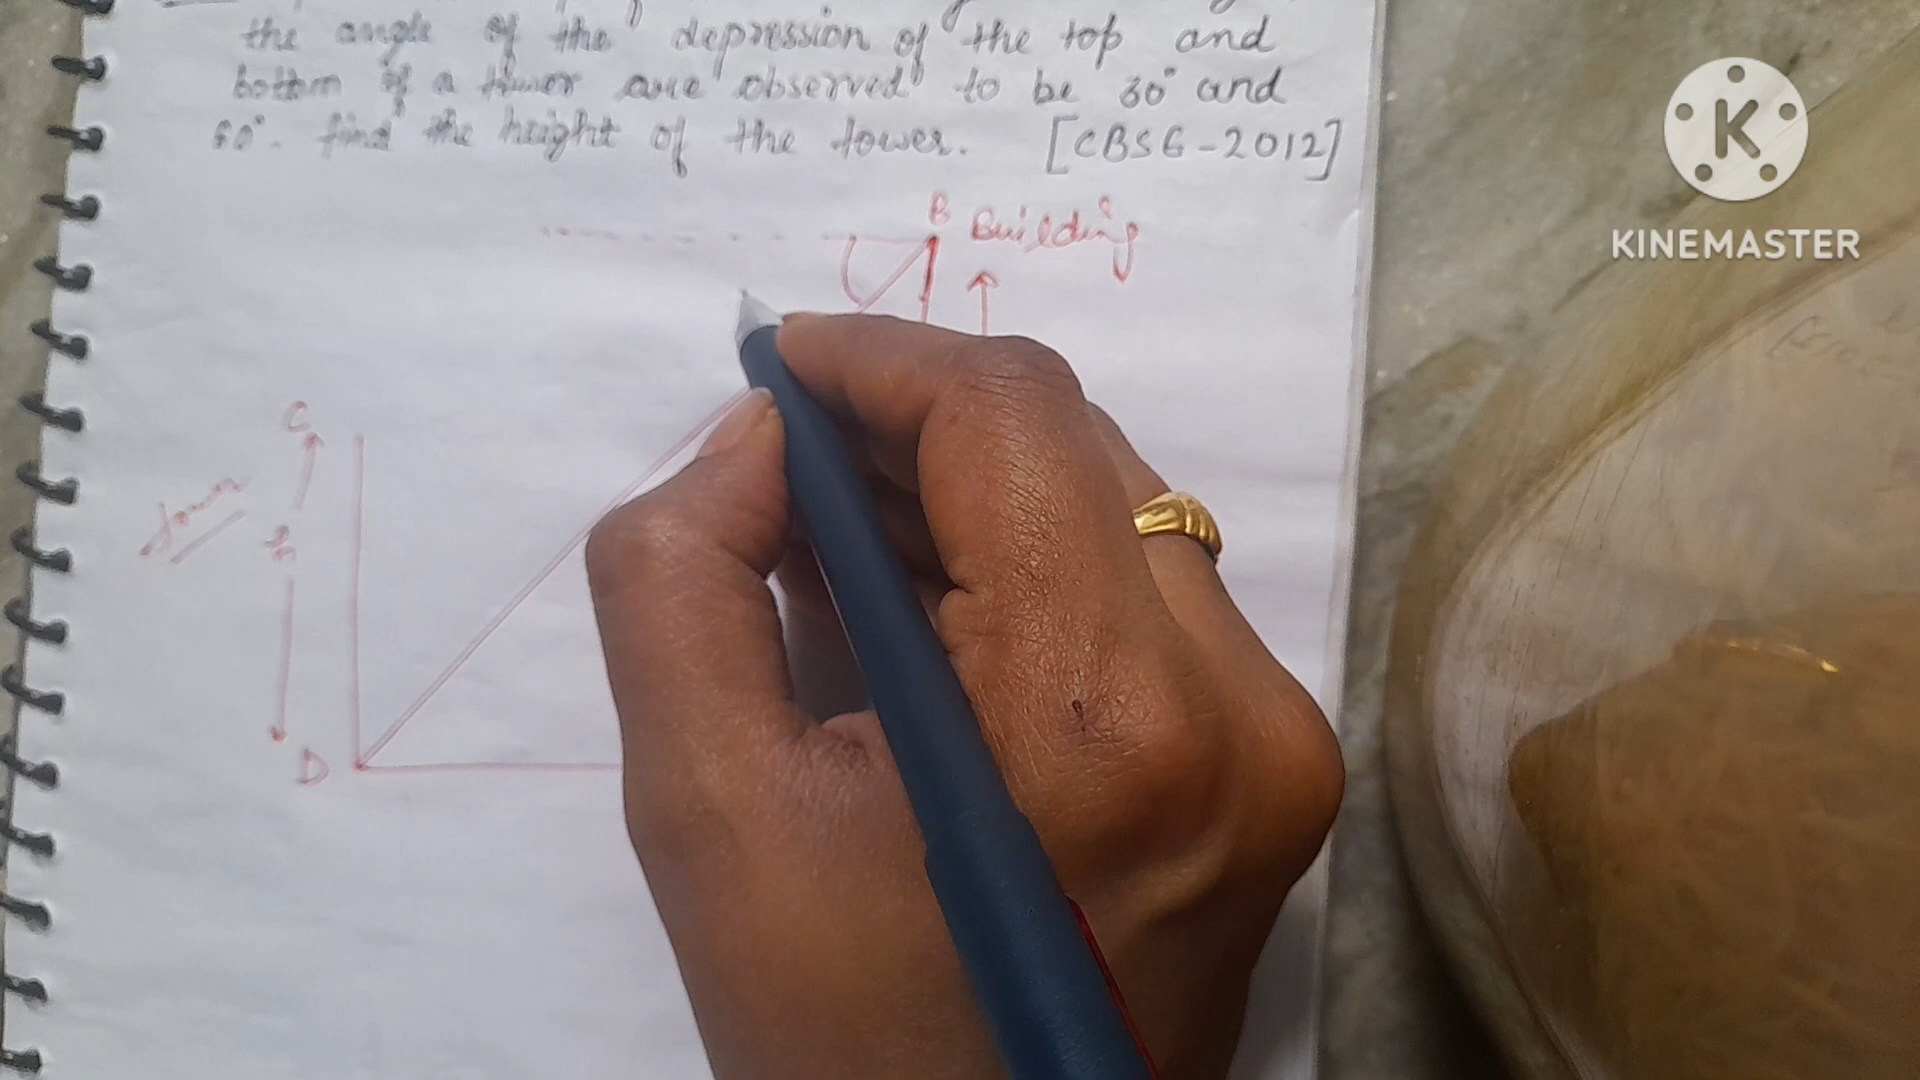 the angle of the depression of the top and
bottom of a tower are observed to be 30° and
60°. find the height of the tower. [CBSE-2012]
B Building
C
tower
h
D
K
KINEMASTER